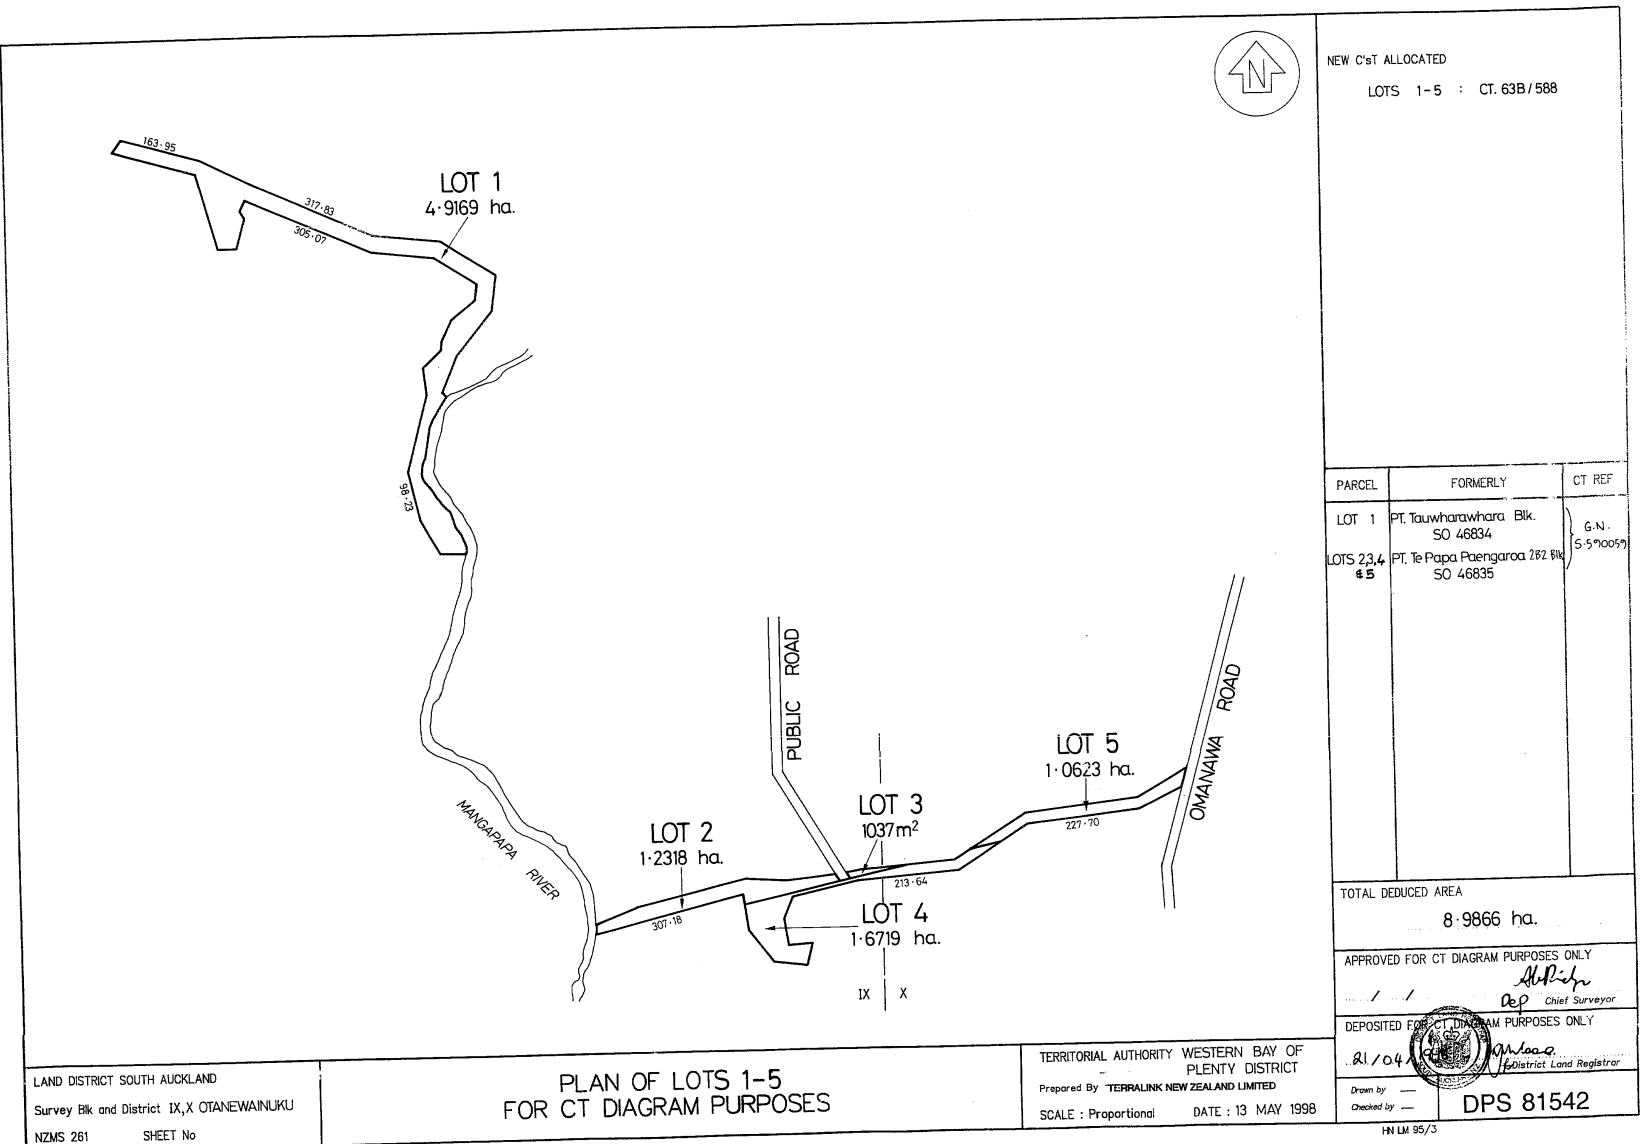 N
NEW C'sT ALLOCATED
LOTS 1-5 : CT. 63B/588
163·95
LOT 1
4·9169 ha.
317·83
305·07
98·23
PARCEL FORMERLY CT REF
LOT 1 PT. Tauwharawhara Blk.
SO 46834
LOTS 2,3,4 PT. Te Papa Paengaroa 2B2 Blk
& 5 SO 46835
G.N.
S·590059
PUBLIC ROAD
OMANAWA ROAD
LOT 5
1·0623 ha.
227·70
LOT 3
1037m²
MANGAPAPA RIVER
LOT 2
1·2318 ha.
307·18
213·64
LOT 4
1·6719 ha.
IX X
TOTAL DEDUCED AREA
8·9866 ha.
APPROVED FOR CT DIAGRAM PURPOSES ONLY
/ /
Dep Chief Surveyor
DEPOSITED FOR CT DIAGRAM PURPOSES ONLY
21/04/
District Land Registrar
Drawn by —
Checked by —
DPS 81542
HN LM 95/3
LAND DISTRICT SOUTH AUCKLAND
Survey Blk and District IX,X OTANEWAINUKU
NZMS 261 SHEET No
PLAN OF LOTS 1-5
FOR CT DIAGRAM PURPOSES
TERRITORIAL AUTHORITY WESTERN BAY OF
PLENTY DISTRICT
Prepared By TERRALINK NEW ZEALAND LIMITED
SCALE : Proportional DATE : 13 MAY 1998